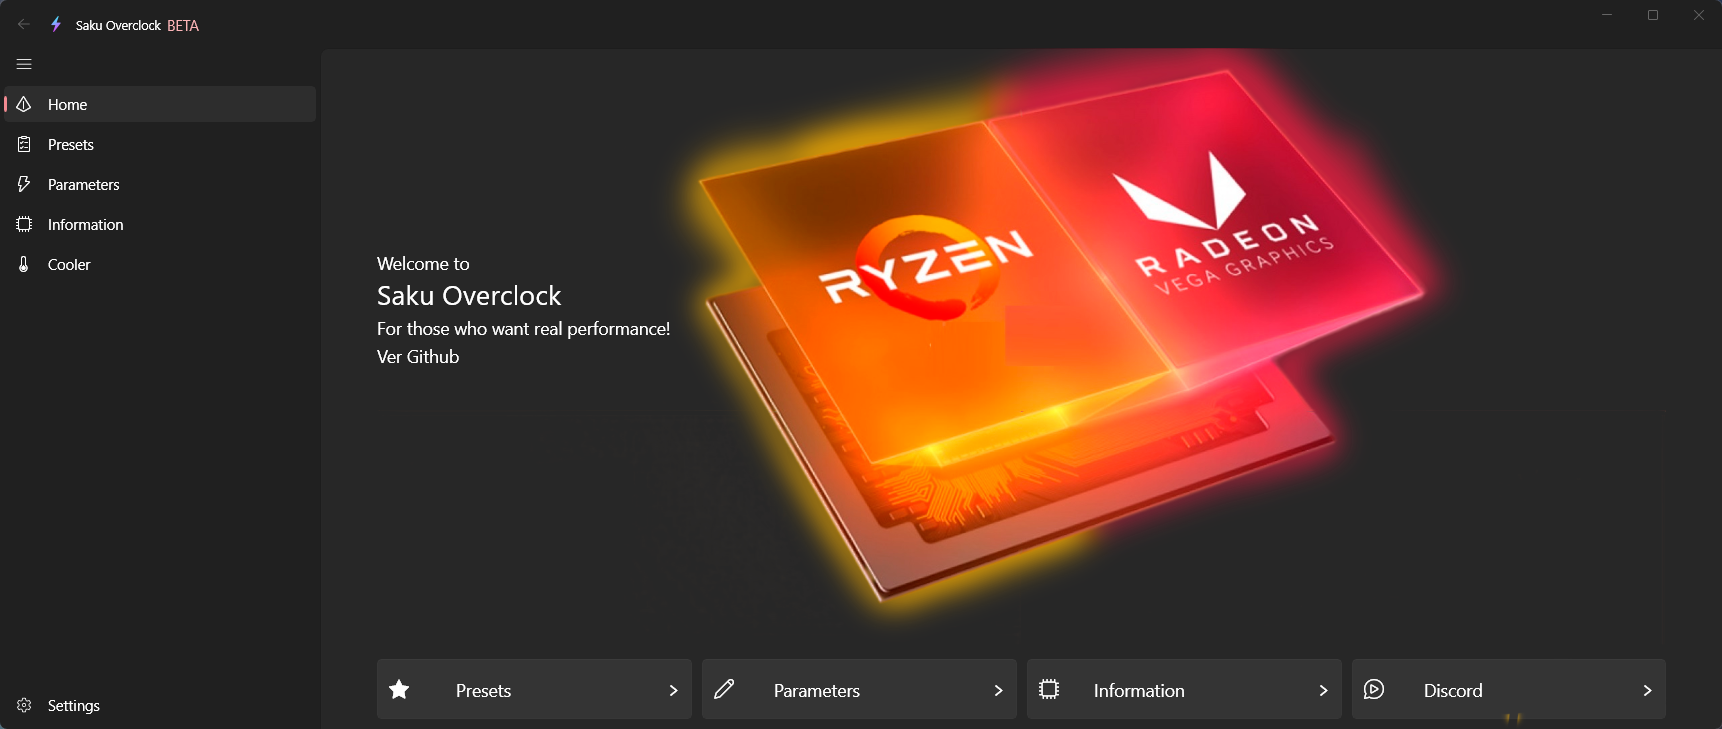 Saku Overclock BETA
Home
Presets
Parameters
Information
Cooler
Settings
Welcome to
Saku Overclock
For those who want real performance!
Ver Github
RYZEN
RADEON
VEGA GRAPHICS
Presets
Parameters
Information
Discord